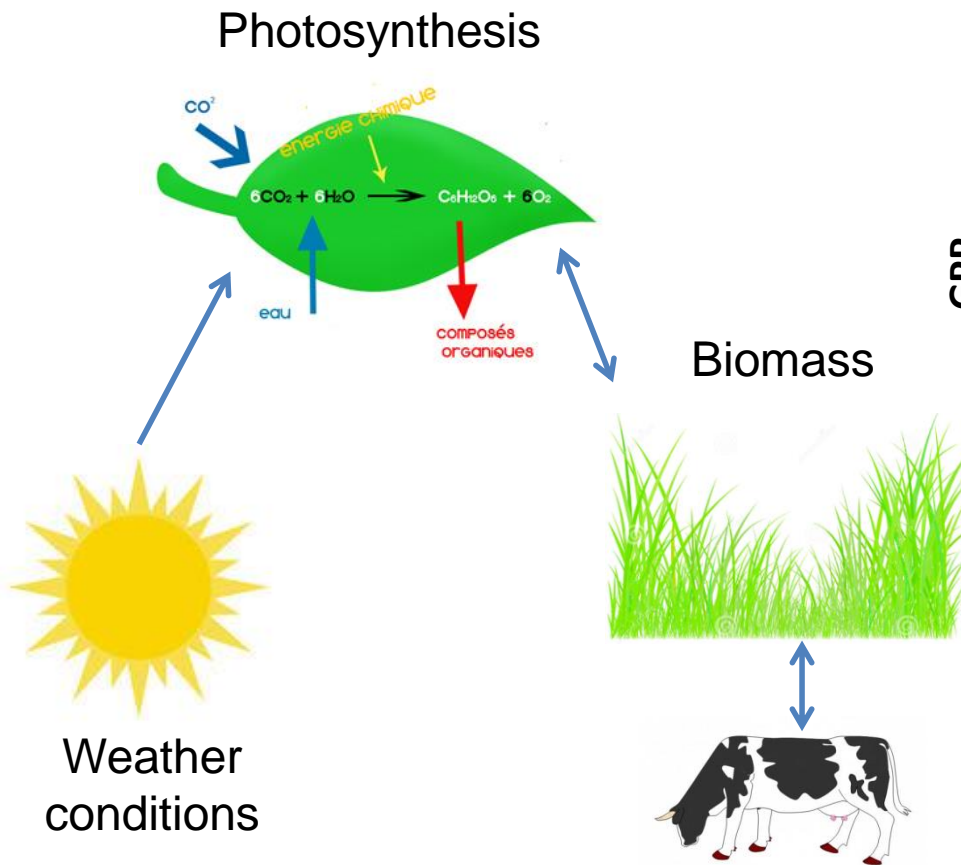 Photosynthesis
CO²
énergie chimique
6CO₂ + 6H₂O → C₆H₁₂O₆ + 6O₂
eau
composés
organiques
Biomass
Weather
conditions